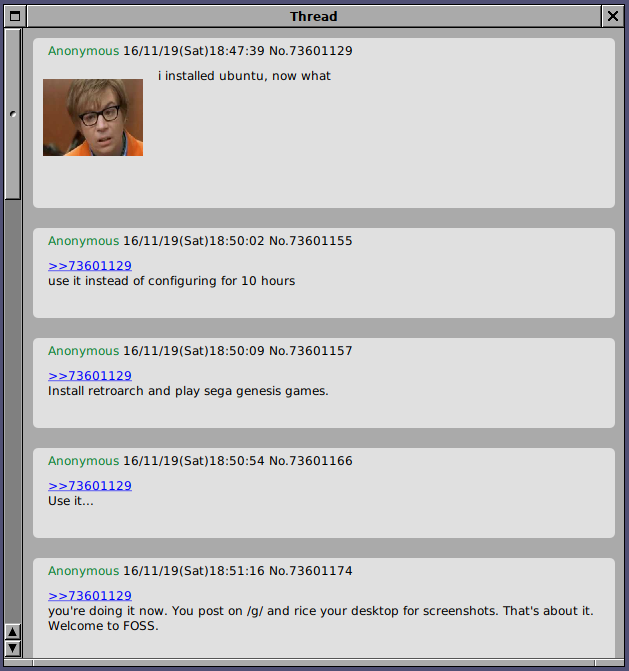 Thread
Anonymous 16/11/19(Sat)18:47:39 No.73601129
i installed ubuntu, now what
Anonymous 16/11/19(Sat)18:50:02 No.73601155
>>73601129
use it instead of configuring for 10 hours
Anonymous 16/11/19(Sat)18:50:09 No.73601157
>>73601129
Install retroarch and play sega genesis games.
Anonymous 16/11/19(Sat)18:50:54 No.73601166
>>73601129
Use it...
Anonymous 16/11/19(Sat)18:51:16 No.73601174
>>73601129
you're doing it now. You post on /g/ and rice your desktop for screenshots. That's about it.
Welcome to FOSS.